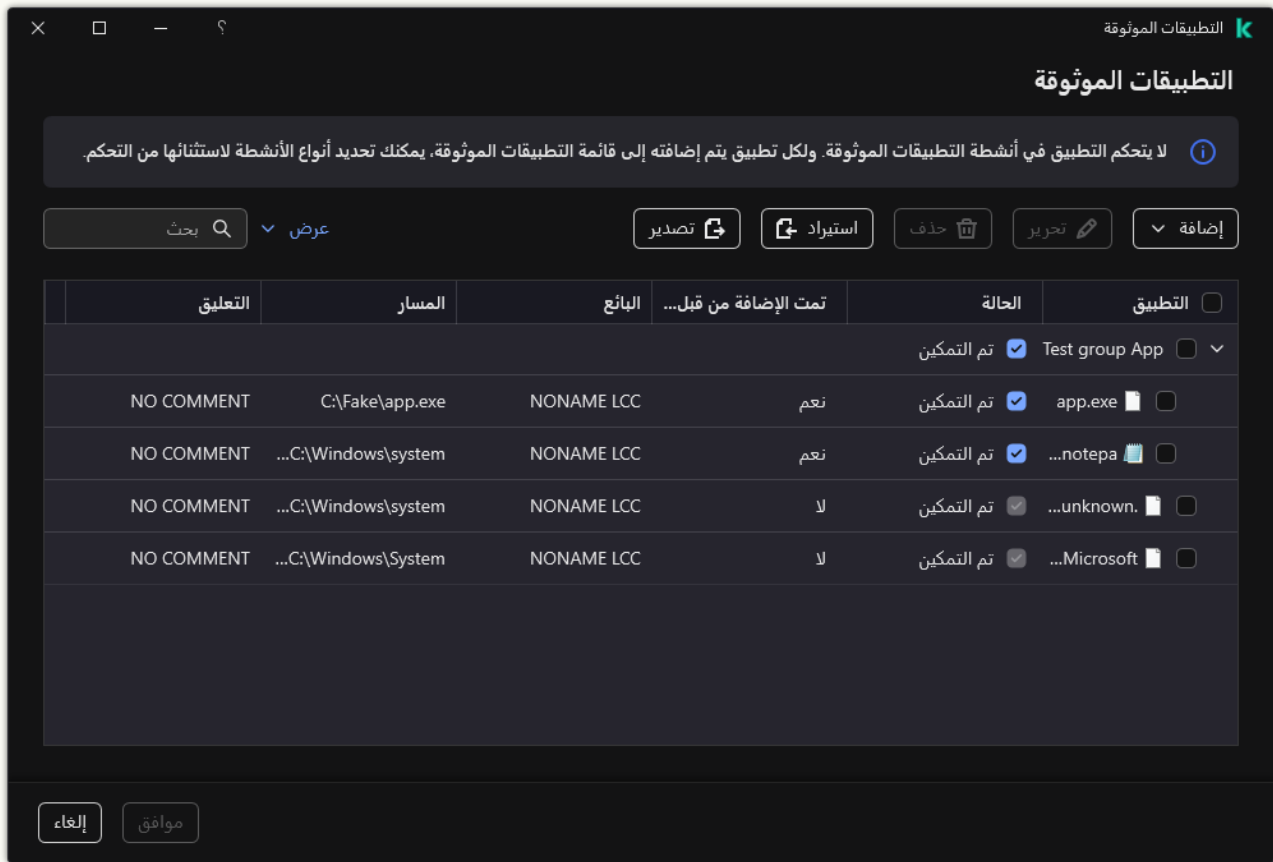 التطبيقات الموثوقة
التطبيقات الموثوقة
لا يتحكم التطبيق في أنشطة التطبيقات الموثوقة. ولكل تطبيق يتم إضافته إلى قائمة التطبيقات الموثوقة، يمكنك تحديد أنواع الأنشطة لاستثنائها من التحكم.
إضافة تحرير حذف استيراد تصدير عرض بحث
التطبيق الحالة تمت الإضافة من قبل... البائع المسار التعليق
Test group App تم التمكين
app.exe تم التمكين نعم NONAME LCC C:\Fake\app.exe NO COMMENT
notepa... تم التمكين نعم NONAME LCC C:\Windows\system... NO COMMENT
unknown.... تم التمكين لا NONAME LCC C:\Windows\system... NO COMMENT
Microsoft... تم التمكين لا NONAME LCC C:\Windows\System... NO COMMENT
موافق إلغاء